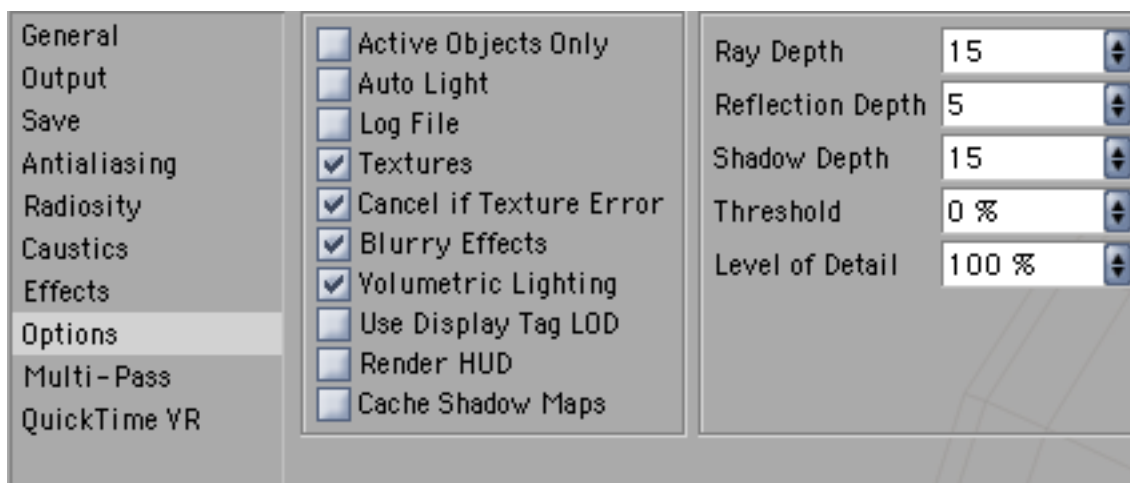 General
Output
Save
Antialiasing
Radiosity
Caustics
Effects
Options
Multi-Pass
QuickTime VR
Active Objects Only
Auto Light
Log File
Textures
Cancel if Texture Error
Blurry Effects
Volumetric Lighting
Use Display Tag LOD
Render HUD
Cache Shadow Maps
Ray Depth 15
Reflection Depth 5
Shadow Depth 15
Threshold 0 %
Level of Detail 100 %